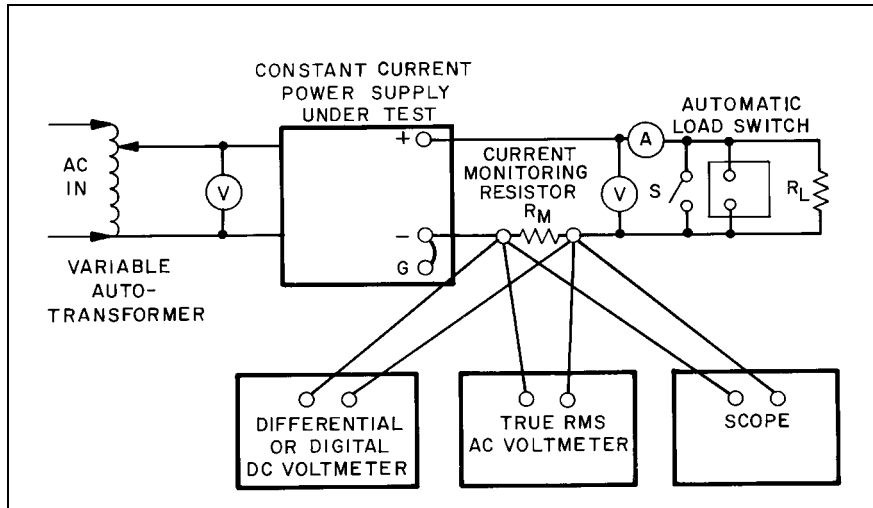 CONSTANT CURRENT
POWER SUPPLY
UNDER TEST
AC
IN
V
VARIABLE
AUTO-
TRANSFORMER
+
−
G
CURRENT
MONITORING
RESISTOR
RM
A
V
AUTOMATIC
LOAD SWITCH
S
RL
DIFFERENTIAL
OR DIGITAL
DC VOLTMETER
TRUE RMS
AC VOLTMETER
SCOPE